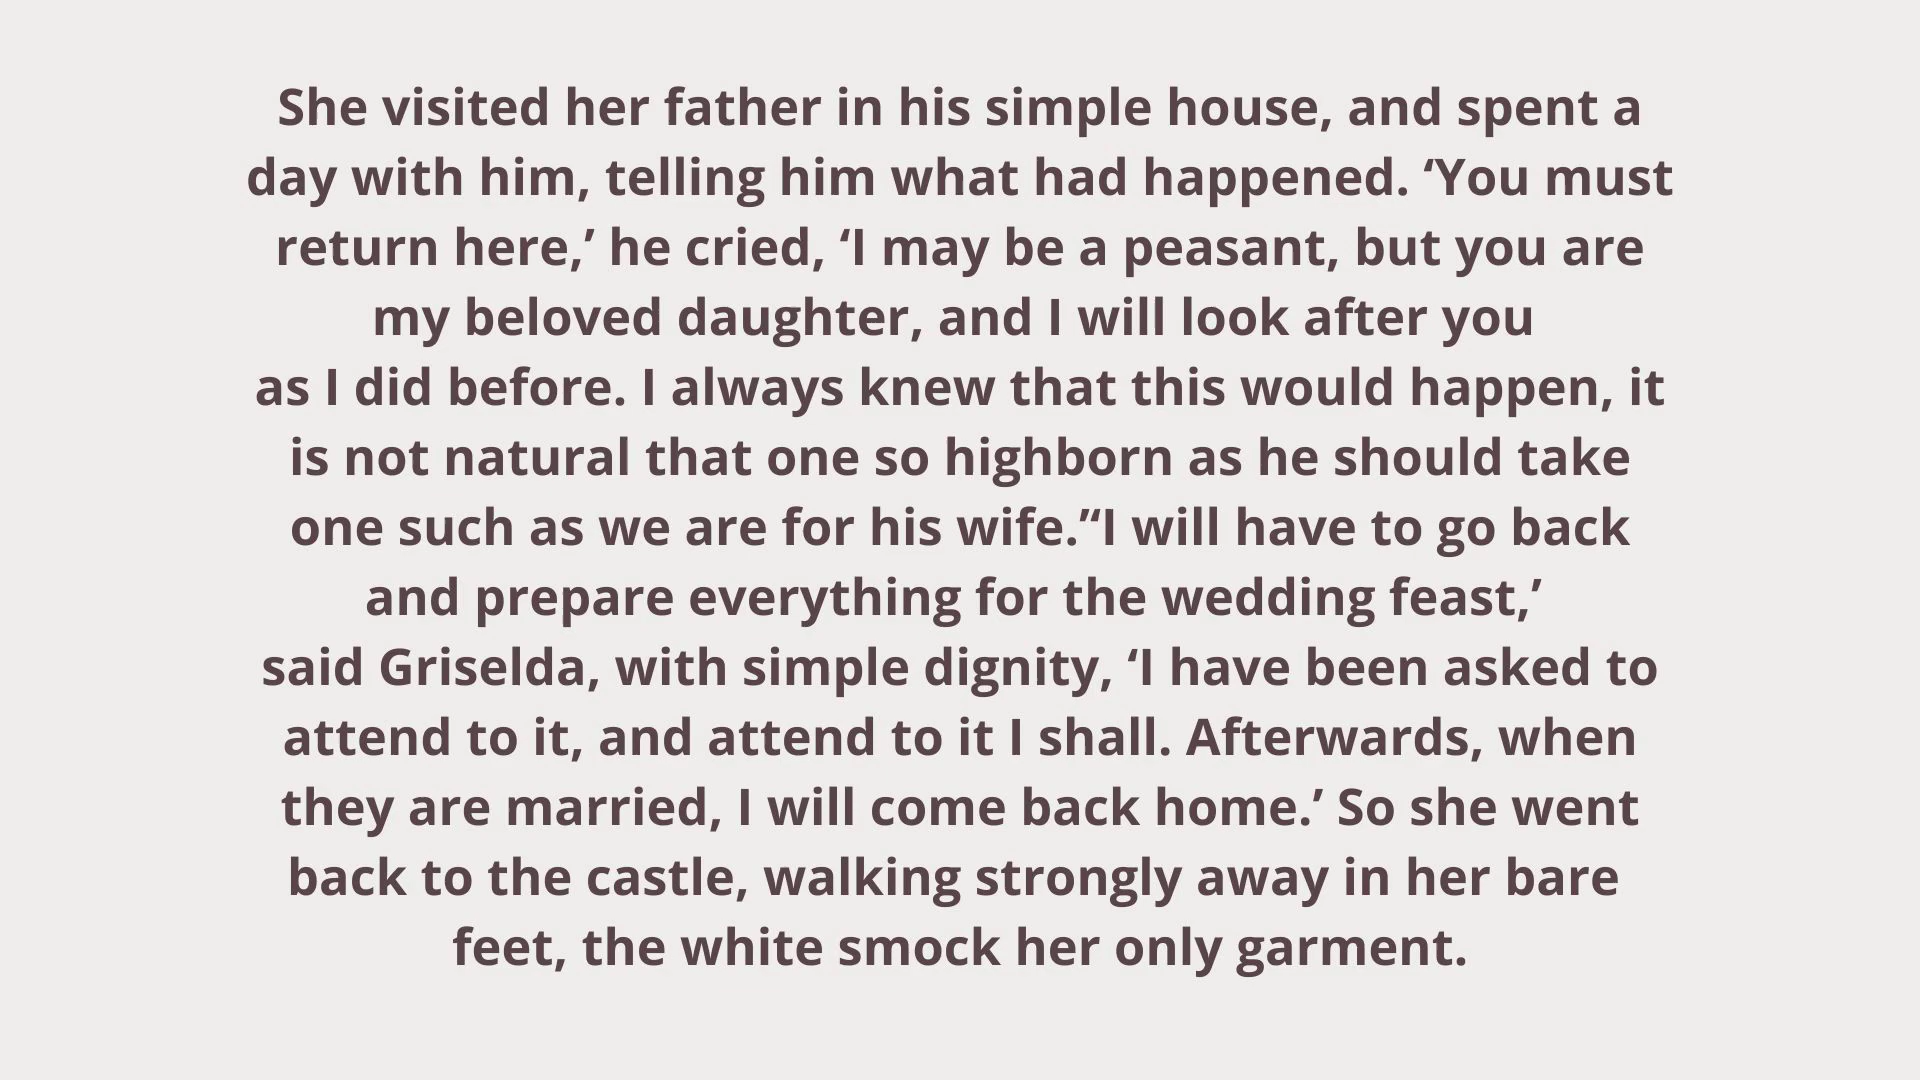 She visited her father in his simple house, and spent a
day with him, telling him what had happened. ‘You must
return here,’ he cried, ‘I may be a peasant, but you are
my beloved daughter, and I will look after you
as I did before. I always knew that this would happen, it
is not natural that one so highborn as he should take
one such as we are for his wife.’‘‘I will have to go back
and prepare everything for the wedding feast,’
said Griselda, with simple dignity, ‘I have been asked to
attend to it, and attend to it I shall. Afterwards, when
they are married, I will come back home.’ So she went
back to the castle, walking strongly away in her bare
feet, the white smock her only garment.